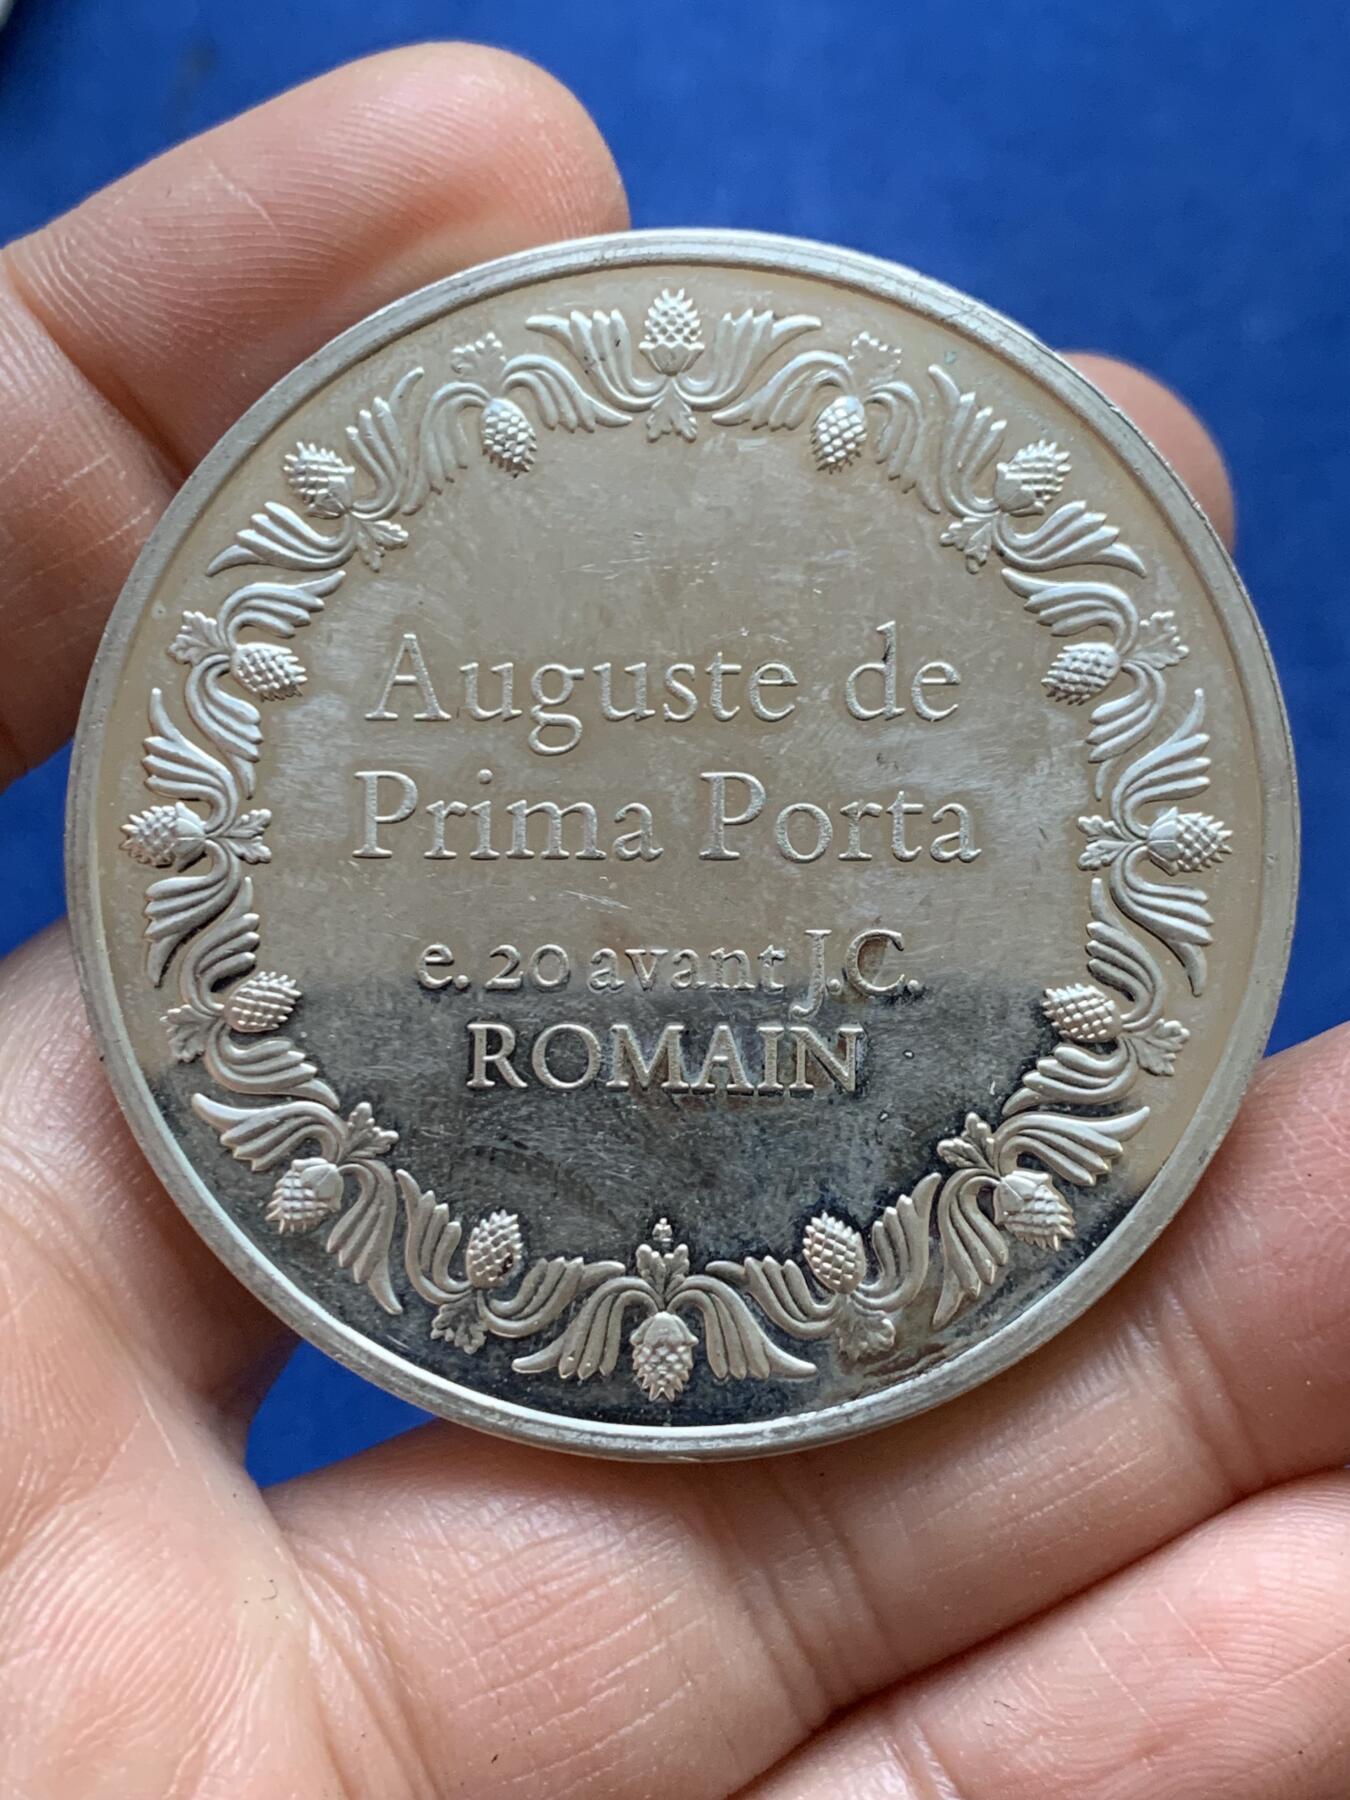 Auguste de
Prima Porta
e. 20 avant J.C.
ROMAIN